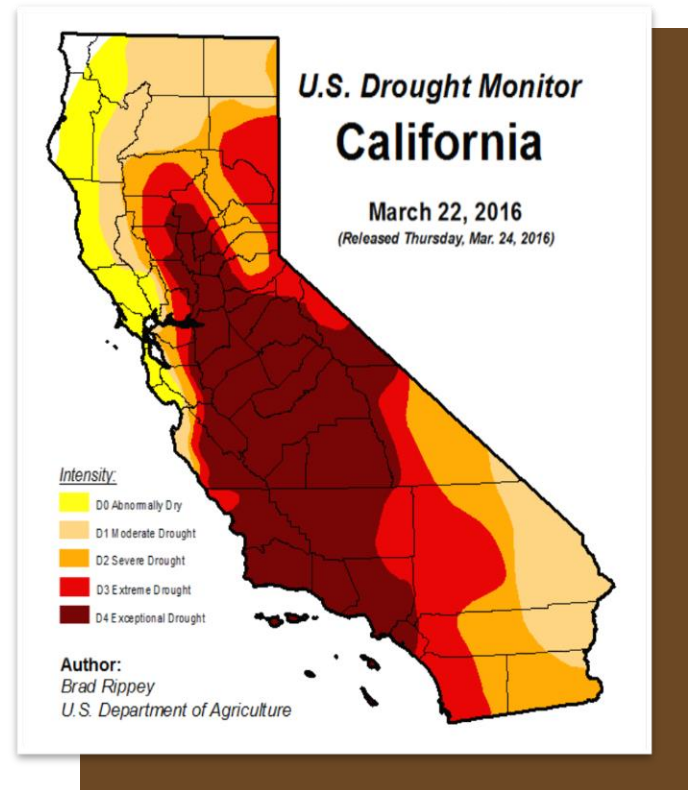 U.S. Drought Monitor
California
March 22, 2016
(Released Thursday, Mar. 24, 2016)
Intensity:
D0 Abnormally Dry
D1 Moderate Drought
D2 Severe Drought
D3 Extreme Drought
D4 Exceptional Drought
Author:
Brad Rippey
U.S. Department of Agriculture